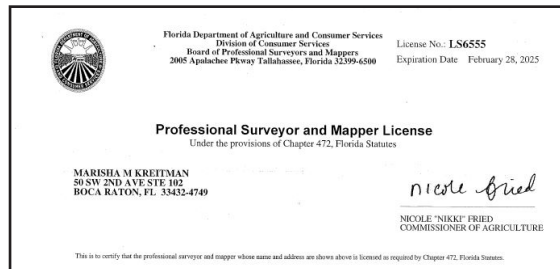 Florida Department of Agriculture and Consumer Services
Division of Consumer Services
Board of Professional Surveyors and Mappers
2005 Apalachee Pkway Tallahassee, Florida 32399-6500
License No.: LS6555
Expiration Date February 28, 2025
Professional Surveyor and Mapper License
Under the provisions of Chapter 472, Florida Statutes
MARISHA M KREITMAN
50 SW 2ND AVE STE 102
BOCA RATON, FL 33432-4749
Nicole Fried
NICOLE "NIKKI" FRIED
COMMISSIONER OF AGRICULTURE
This is to certify that the professional surveyor and mapper whose name and address are shown above is licensed as required by Chapter 472, Florida Statutes.